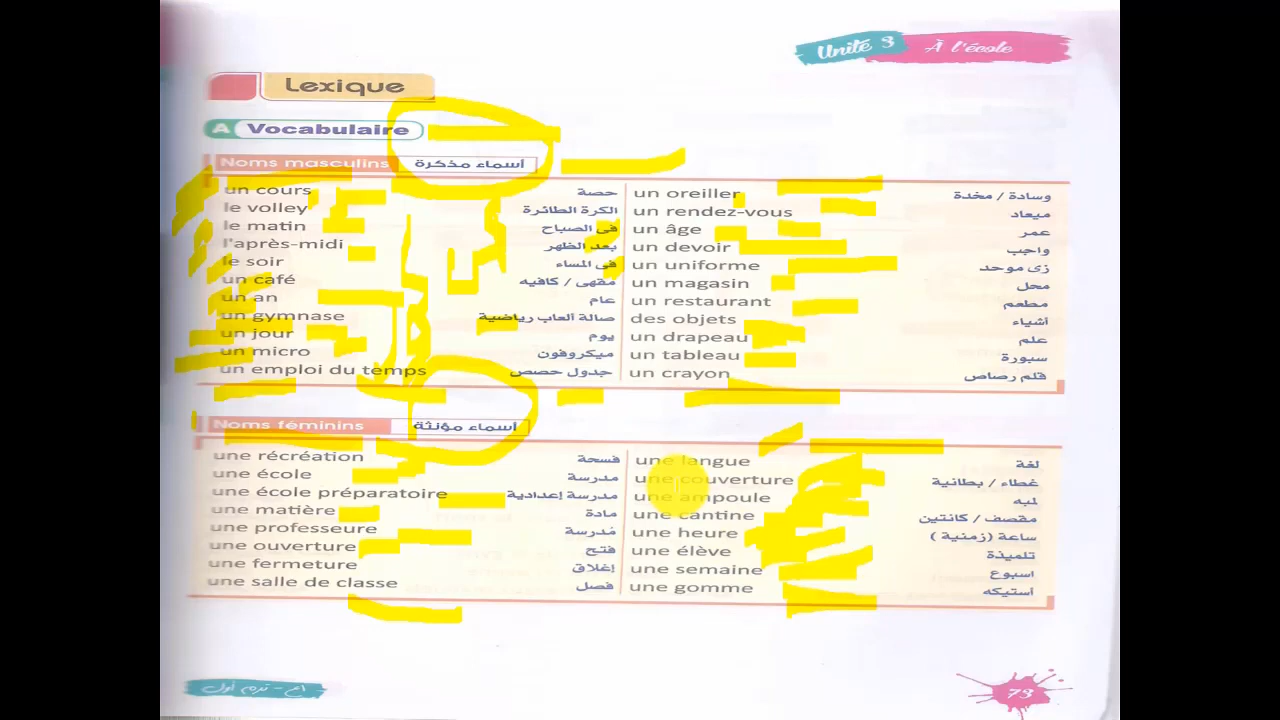 Unité 3 À l'école
Lexique
A Vocabulaire
Noms masculins أسماء مذكرة
un cours حصة
le volley الكرة الطائرة
le matin فى الصباح
l'après-midi بعد الظهر
le soir فى المساء
un café مقهى / كافيه
un an عام
un gymnase صالة ألعاب رياضية
un jour يوم
un micro ميكروفون
un emploi du temps جدول حصص
un oreiller وسادة / مخدة
un rendez-vous ميعاد
un âge عمر
un devoir واجب
un uniforme زى موحد
un magasin محل
un restaurant مطعم
des objets أشياء
un drapeau علم
un tableau سبورة
un crayon قلم رصاص
Noms féminins أسماء مؤنثة
une récréation فسحة
une école مدرسة
une école préparatoire مدرسة إعدادية
une matière مادة
une professeure مُدرسة
une ouverture فتح
une fermeture إغلاق
une salle de classe فصل
une langue لغة
une couverture غطاء / بطانية
une ampoule لمبه
une cantine مقصف / كانتين
une heure ساعة (زمنية )
une élève تلميذة
une semaine اسبوع
une gomme أستيكه
ترم أول
73